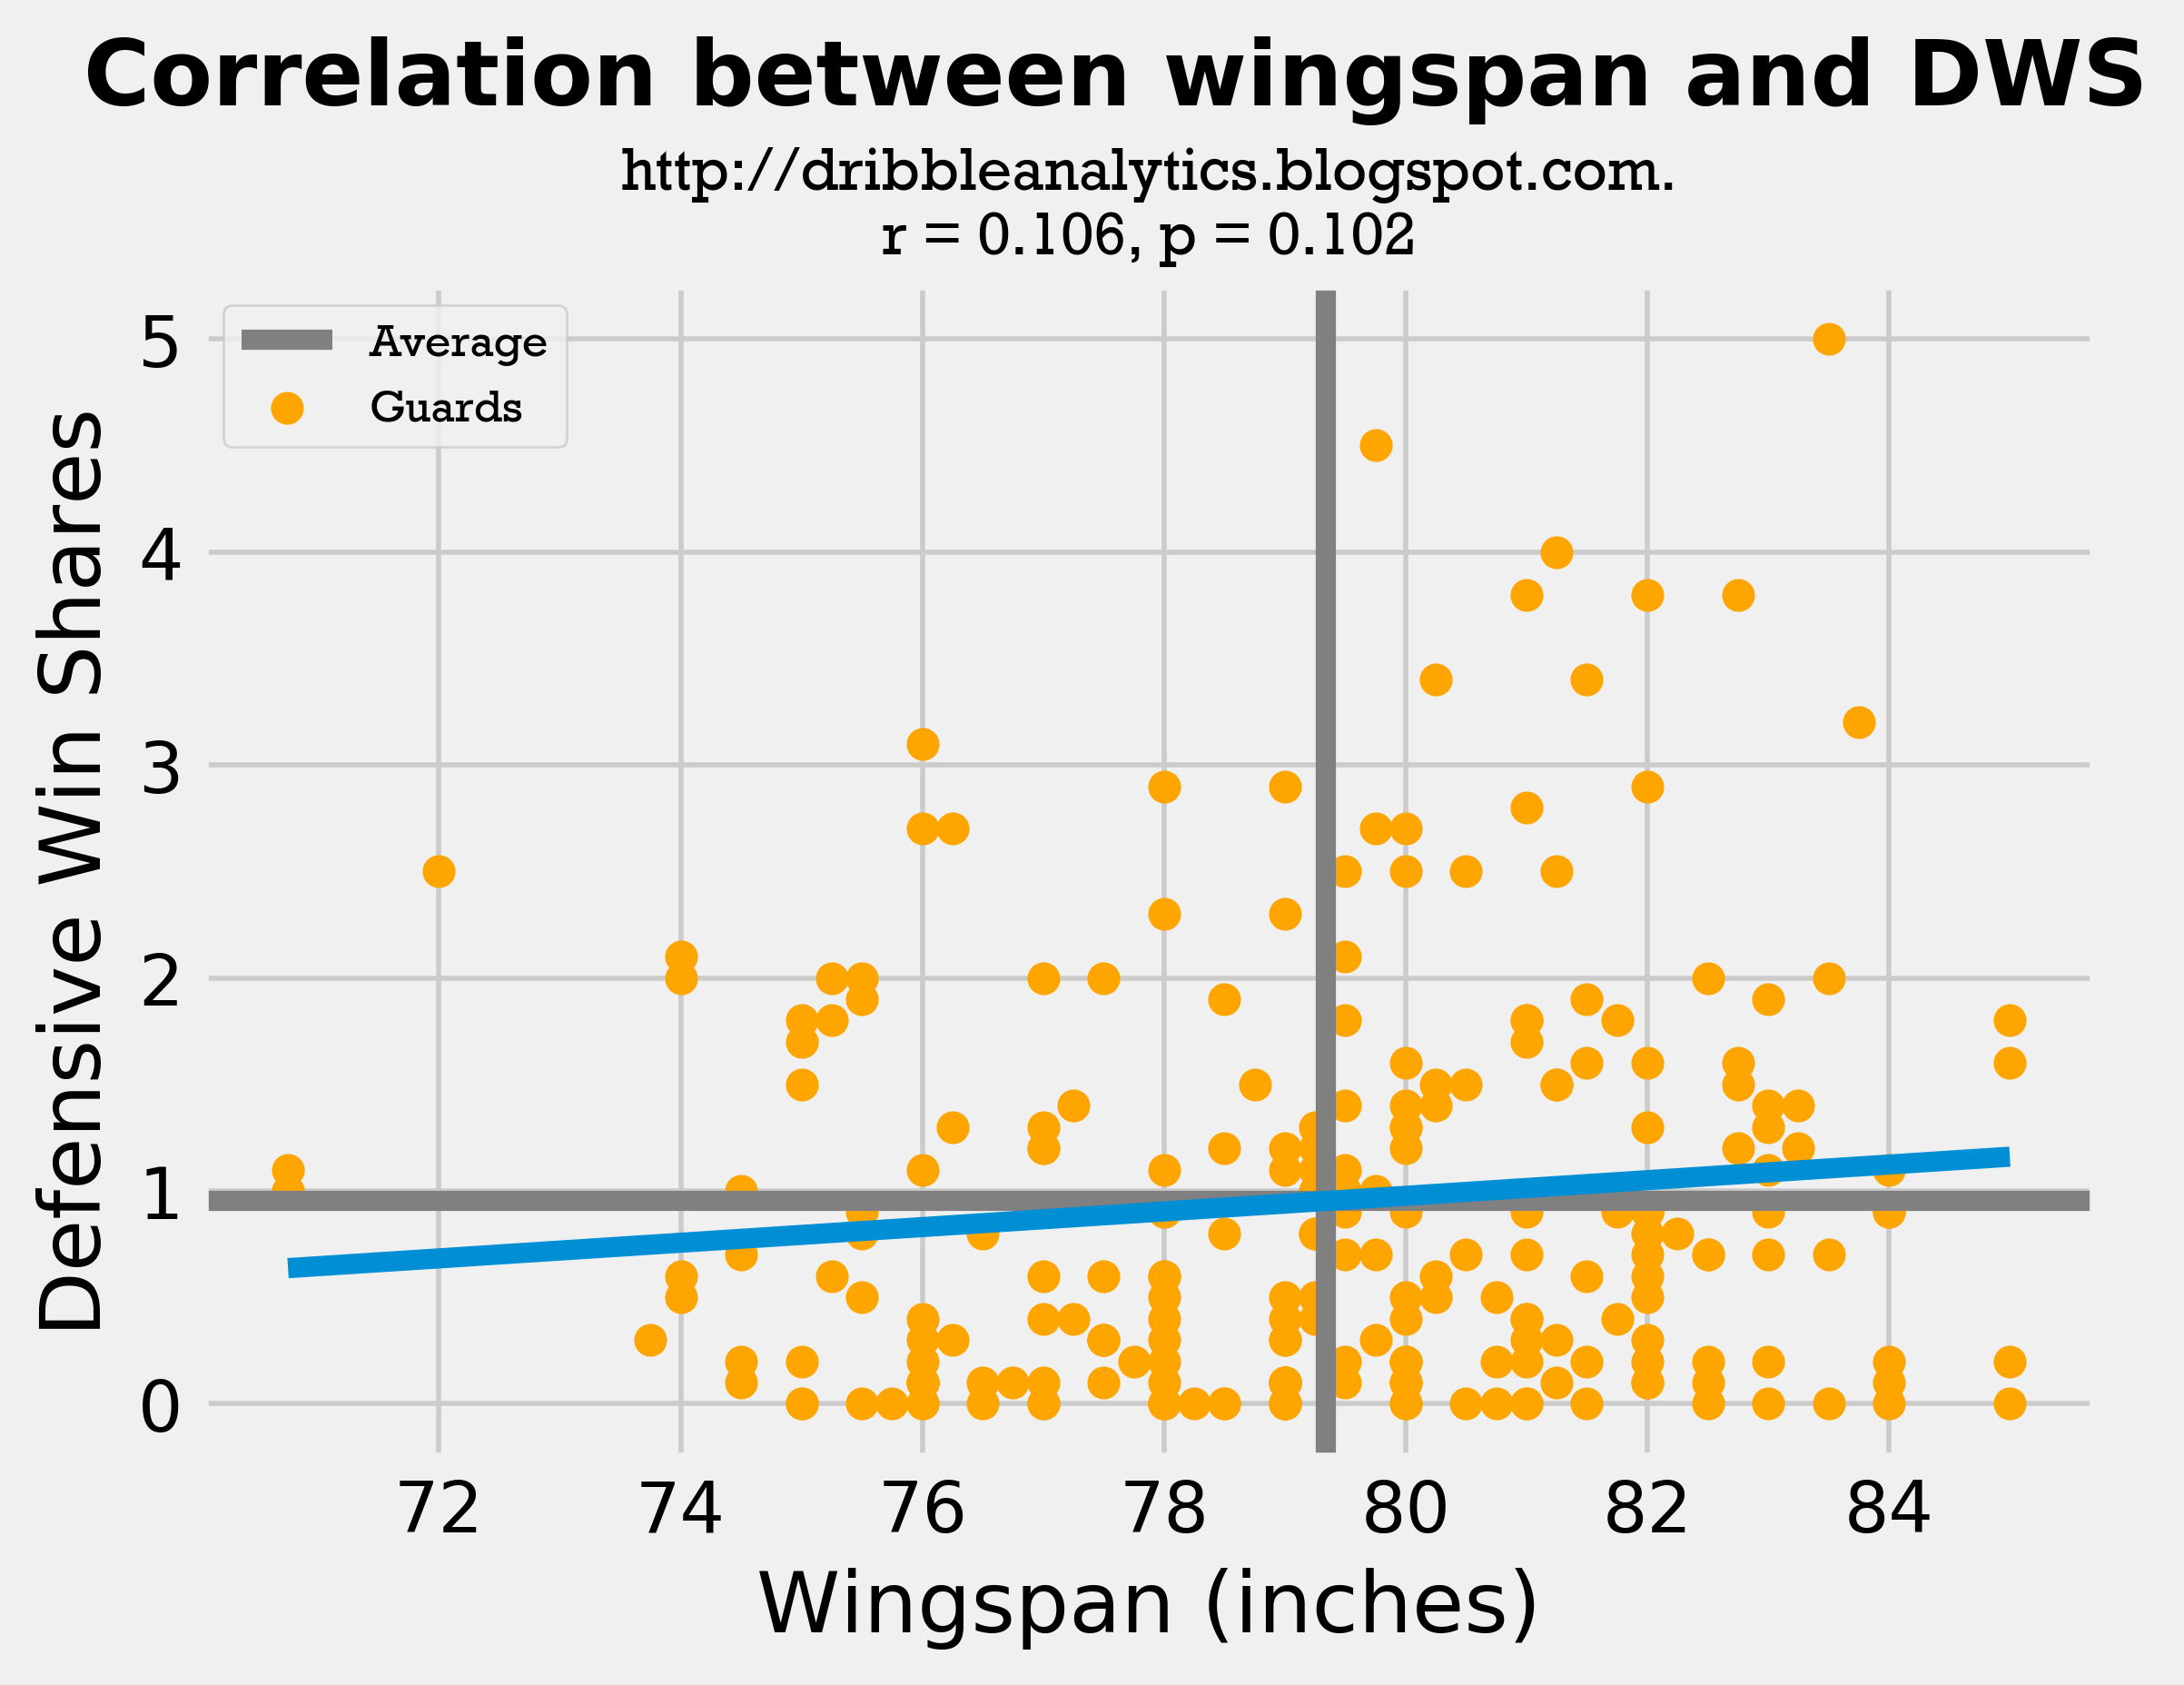 Correlation between wingspan and DWS
http://dribbleanalytics.blogspot.com.
r = 0.106, p = 0.102
Average
Guards
Defensive Win Shares
5
4
3
2
1
0
72 74 76 78 80 82 84
Wingspan (inches)